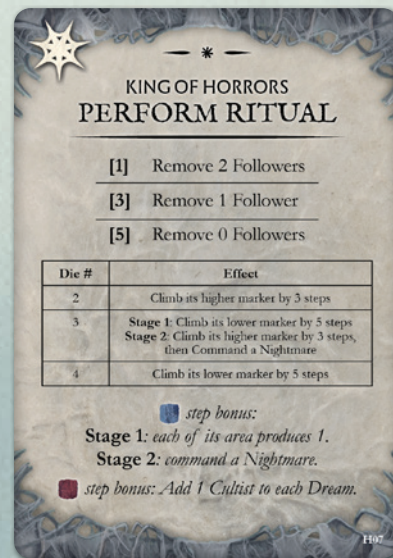 KING OF HORRORS
PERFORM RITUAL
[1] Remove 2 Followers
[3] Remove 1 Follower
[5] Remove 0 Followers
Die # Effect
2 Climb its higher marker by 3 steps
3 Stage 1: Climb its lower marker by 5 steps
Stage 2: Climb its higher marker by 3 steps,
then Command a Nightmare
4 Climb its lower marker by 5 steps
step bonus:
Stage 1: each of its area produces 1.
Stage 2: command a Nightmare.
step bonus: Add 1 Cultist to each Dream.
H07